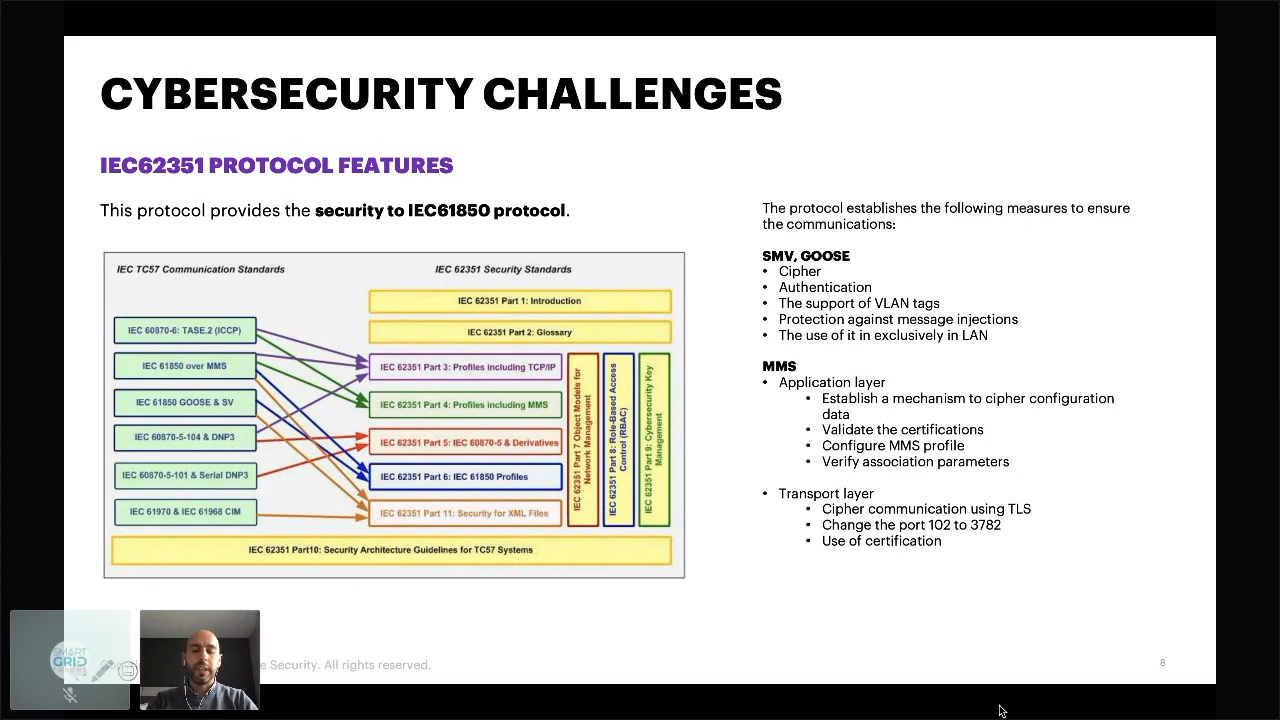 CYBERSECURITY CHALLENGES
IEC62351 PROTOCOL FEATURES
This protocol provides the security to IEC61850 protocol.
IEC TC57 Communication Standards
IEC 62351 Security Standards
IEC 62351 Part 1: Introduction
IEC 62351 Part 2: Glossary
IEC 60870-6: TASE.2 (ICCP)
IEC 61850 over MMS
IEC 61850 GOOSE & SV
IEC 60870-5-104 & DNP3
IEC 60870-5-101 & Serial DNP3
IEC 61970 & IEC 61968 CIM
IEC 62351 Part 3: Profiles including TCP/IP
IEC 62351 Part 4: Profiles including MMS
IEC 62351 Part 5: IEC 60870-5 & Derivatives
IEC 62351 Part 6: IEC 61850 Profiles
IEC 62351 Part 11: Security for XML Files
IEC 62351 Part 7 Object Models for
Network Management
IEC 62351 Part 8: Role-Based Access
Control (RBAC)
IEC 62351 Part 9: Cybersecurity Key
Management
IEC 62351 Part10: Security Architecture Guidelines for TC57 Systems
The protocol establishes the following measures to ensure
the communications:
SMV, GOOSE
• Cipher
• Authentication
• The support of VLAN tags
• Protection against message injections
• The use of it in exclusively in LAN
MMS
• Application layer
• Establish a mechanism to cipher configuration
data
• Validate the certifications
• Configure MMS profile
• Verify association parameters
• Transport layer
• Cipher communication using TLS
• Change the port 102 to 3782
• Use of certification
SMART
GRID
Security. All rights reserved.
8